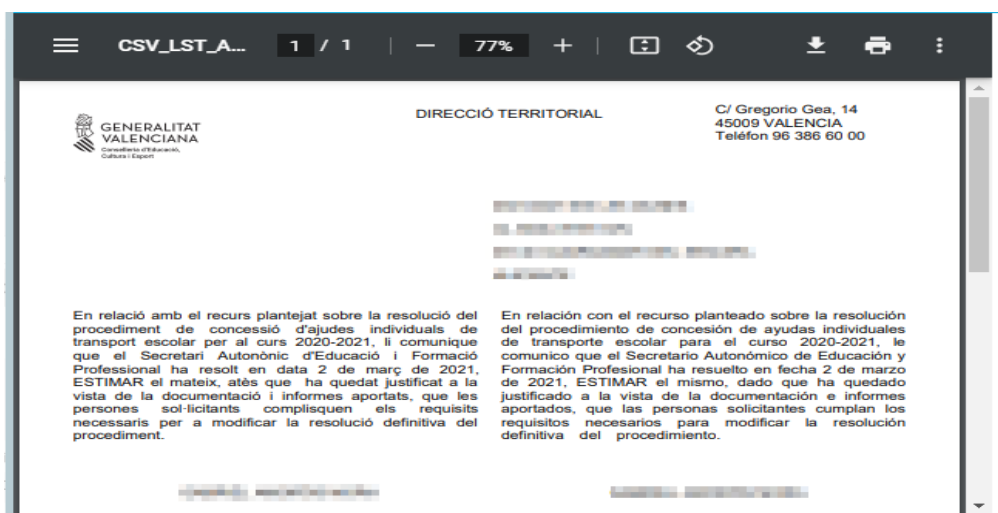 CSV_LST_A... 1 / 1 | — 77% + |
GENERALITAT
VALENCIANA
Conselleria d'Educació,
Cultura i Esport
DIRECCIÓ TERRITORIAL
C/ Gregorio Gea, 14
45009 VALENCIA
Teléfon 96 386 60 00
En relació amb el recurs plantejat sobre la resolució del
procediment de concessió d'ajudes individuals de
transport escolar per al curs 2020-2021, li comunique
que el Secretari Autonònic d'Educació i Formació
Professional ha resolt en data 2 de març de 2021,
ESTIMAR el mateix, atès que ha quedat justificat a la
vista de la documentació i informes aportats, que les
persones sol·licitants complisquen els requisits
necessaris per a modificar la resolució definitiva del
procediment.
En relación con el recurso planteado sobre la resolución
del procedimiento de concesión de ayudas individuales
de transporte escolar para el curso 2020-2021, le
comunico que el Secretario Autonómico de Educación y
Formación Profesional ha resuelto en fecha 2 de marzo
de 2021, ESTIMAR el mismo, dado que ha quedado
justificado a la vista de la documentación e informes
aportados, que las personas solicitantes cumplan los
requisitos necesarios para modificar la resolución
definitiva del procedimiento.